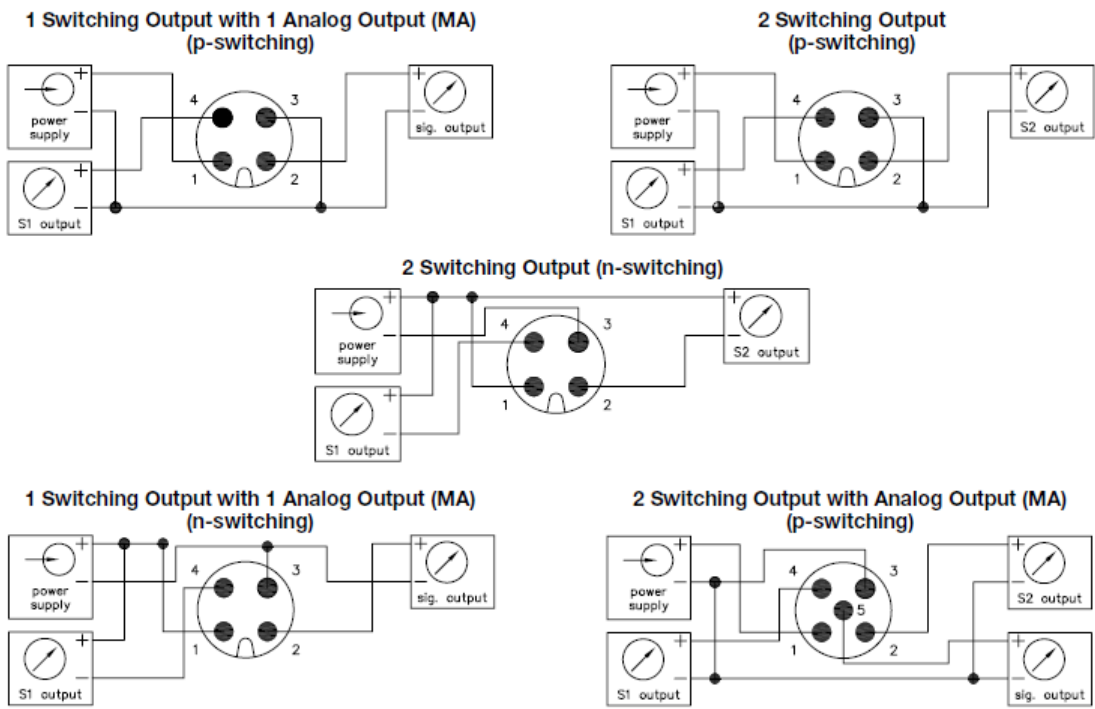 1 Switching Output with 1 Analog Output (MA)
(p-switching)
+
−
power
supply
+
−
S1 output
4
3
1
2
+
−
sig. output
2 Switching Output
(p-switching)
+
−
power
supply
+
−
S1 output
4
3
1
2
+
−
S2 output
2 Switching Output (n-switching)
+
−
power
supply
+
−
S1 output
4
3
1
2
+
−
S2 output
1 Switching Output with 1 Analog Output (MA)
(n-switching)
+
−
power
supply
+
−
S1 output
4
3
1
2
+
−
sig. output
2 Switching Output with Analog Output (MA)
(p-switching)
+
−
power
supply
+
−
S1 output
4
3
5
1
2
+
−
S2 output
+
−
sig. output